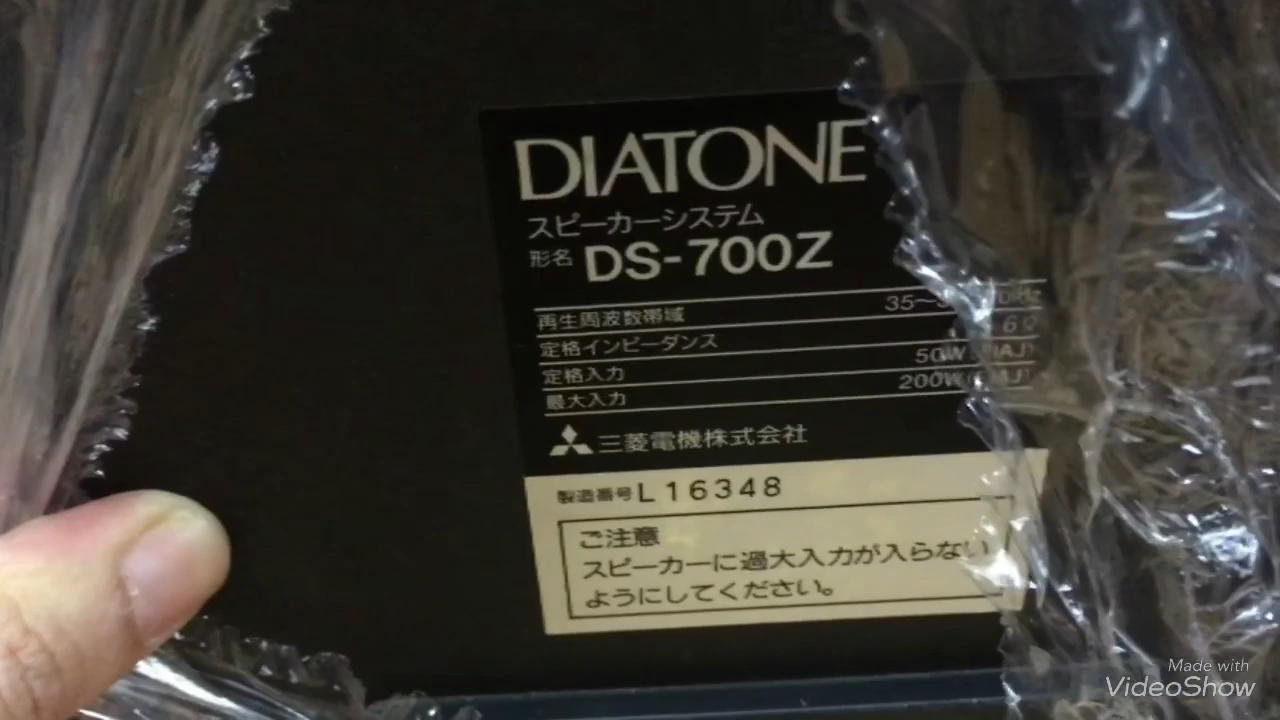 DIATONE
スピーカーシステム
形名 DS-700Z
再生周波数帯域 35〜
定格インピーダンス 6Ω
定格入力 50W(EIAJ)
最大入力 200W(EIAJ)
三菱電機株式会社
製造番号 L16348
ご注意
スピーカーに過大入力が入らない
ようにしてください。
Made with
VideoShow